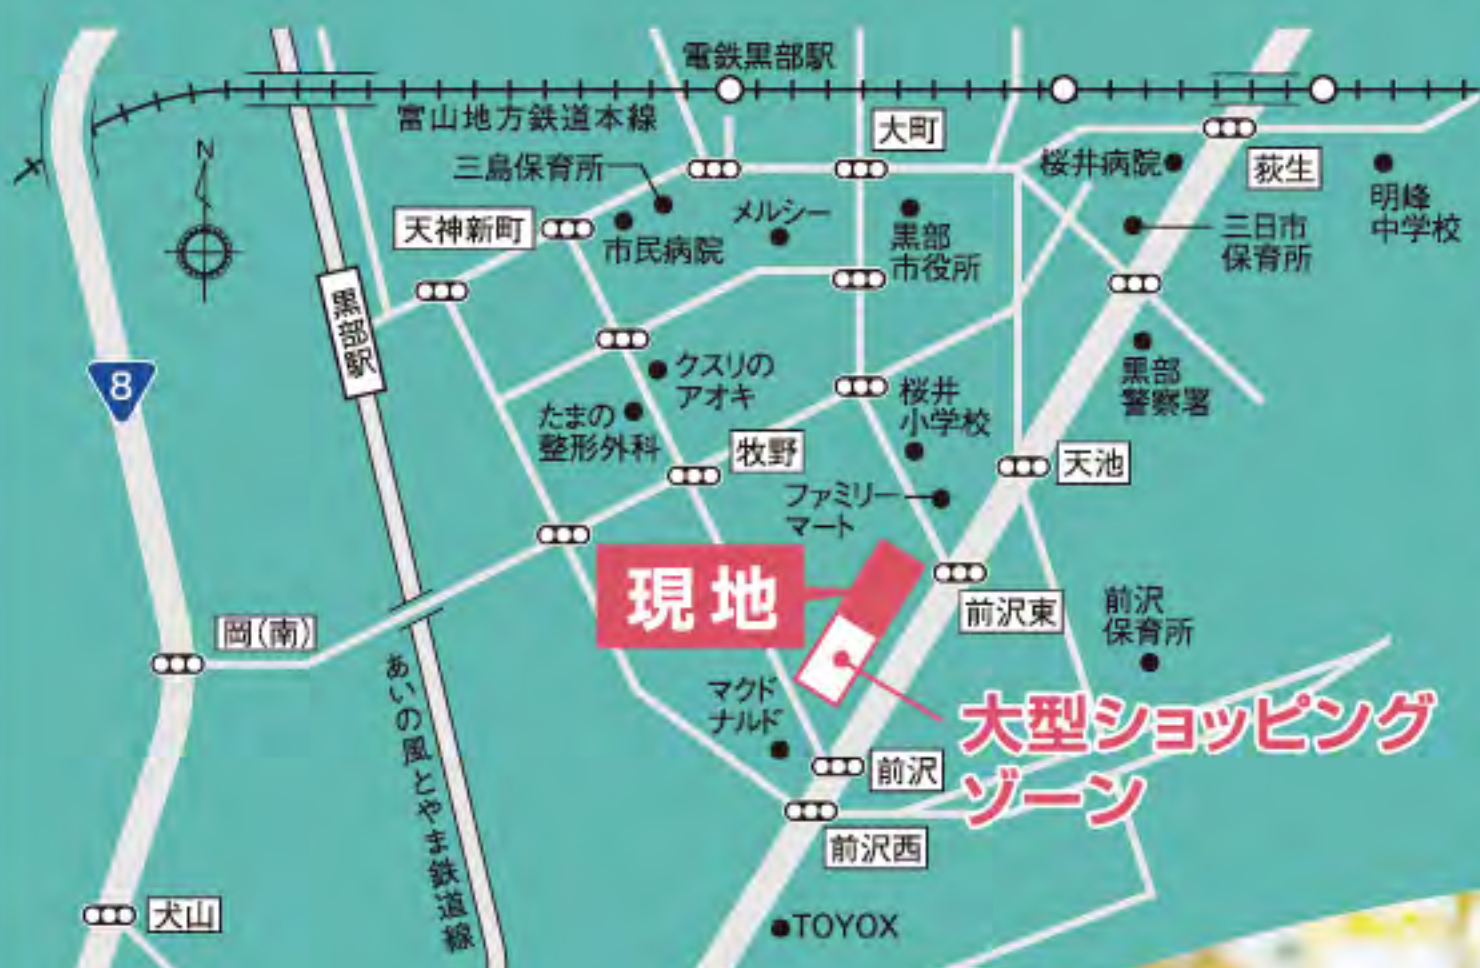 電鉄黒部駅
富山地方鉄道本線
大町
N
三島保育所
桜井病院
荻生
明峰
中学校
天神新町
市民病院
メルシー
黒部
市役所
三日市
保育所
黒部駅
8
クスリの
アオキ
たまの
整形外科
牧野
桜井
小学校
黒部
警察署
天池
ファミリー
マート
現地
前沢東
前沢
保育所
岡(南)
あいの風とやま鉄道線
マクド
ナルド
大型ショッピング
ゾーン
前沢
前沢西
犬山
TOYOX